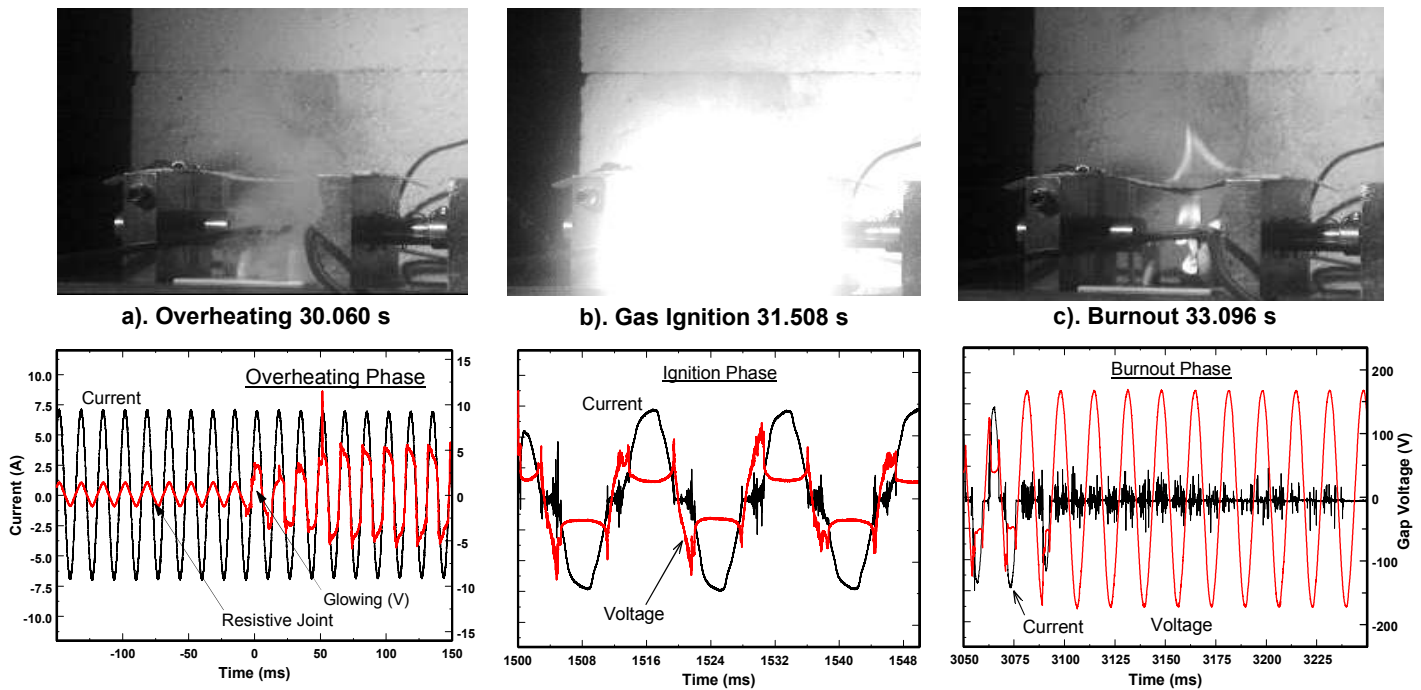 a). Overheating 30.060 s
b). Gas Ignition 31.508 s
c). Burnout 33.096 s
Current (A)
10.0
7.5
5.0
2.5
0.0
-2.5
-5.0
-7.5
-10.0
Current
Overheating Phase
Glowing (V)
Resistive Joint
15
10
5
0
-5
-10
-15
-100
-50
0
50
100
150
Time (ms)
Ignition Phase
Current
Voltage
1500
1508
1516
1524
1532
1540
1548
Time (ms)
Burnout Phase
Current
Voltage
200
100
0
-100
-200
Gap Voltage (V)
3050
3075
3100
3125
3150
3175
3200
3225
Time (ms)